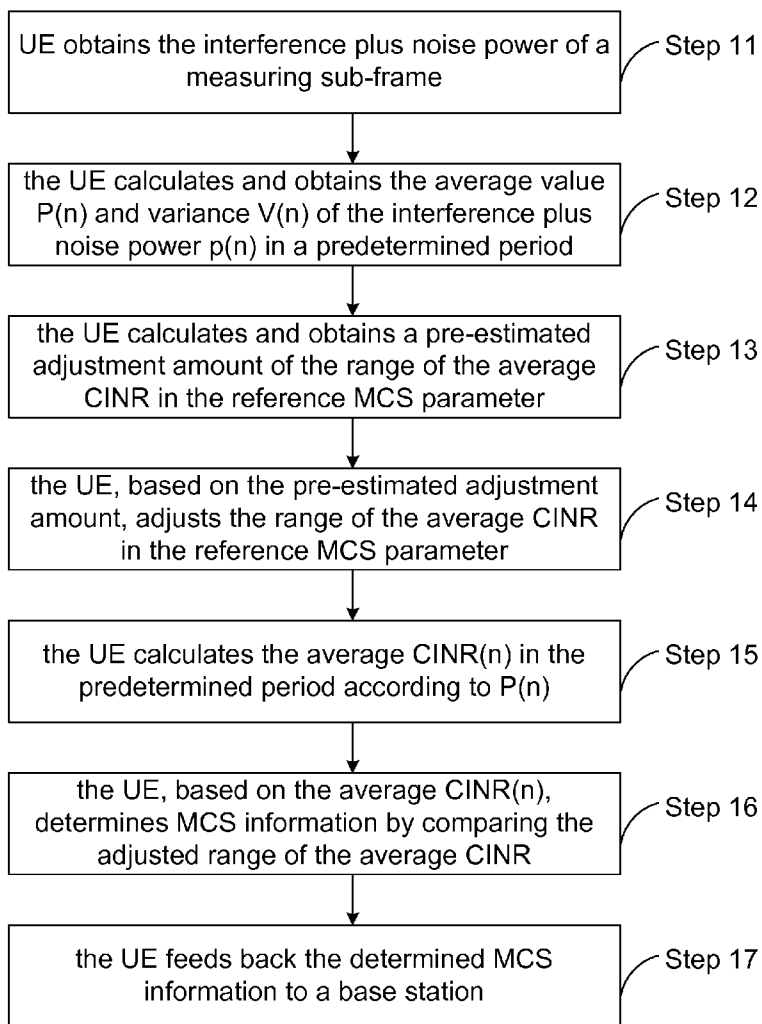 UE obtains the interference plus noise power of a
measuring sub-frame
Step 11
the UE calculates and obtains the average value
P(n) and variance V(n) of the interference plus
noise power p(n) in a predetermined period
Step 12
the UE calculates and obtains a pre-estimated
adjustment amount of the range of the average
CINR in the reference MCS parameter
Step 13
the UE, based on the pre-estimated adjustment
amount, adjusts the range of the average CINR
in the reference MCS parameter
Step 14
the UE calculates the average CINR(n) in the
predetermined period according to P(n)
Step 15
the UE, based on the average CINR(n),
determines MCS information by comparing the
adjusted range of the average CINR
Step 16
the UE feeds back the determined MCS
information to a base station
Step 17